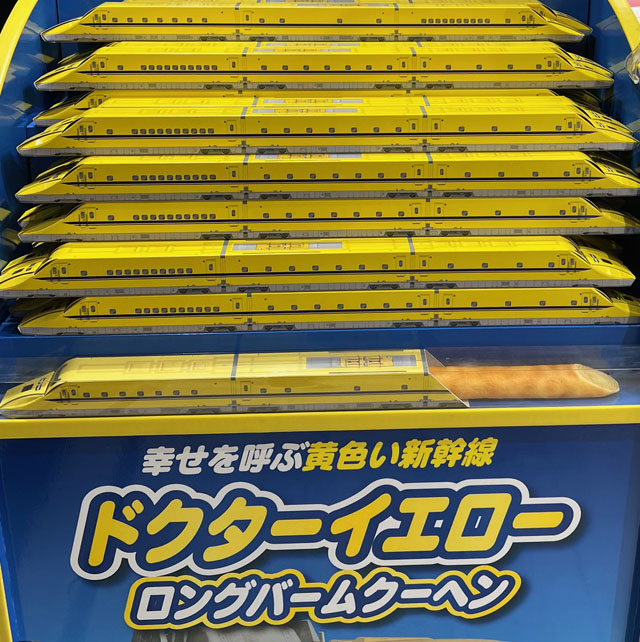 幸せを呼ぶ黄色い新幹線
ドクターイエロー
ロングバームクーヘン